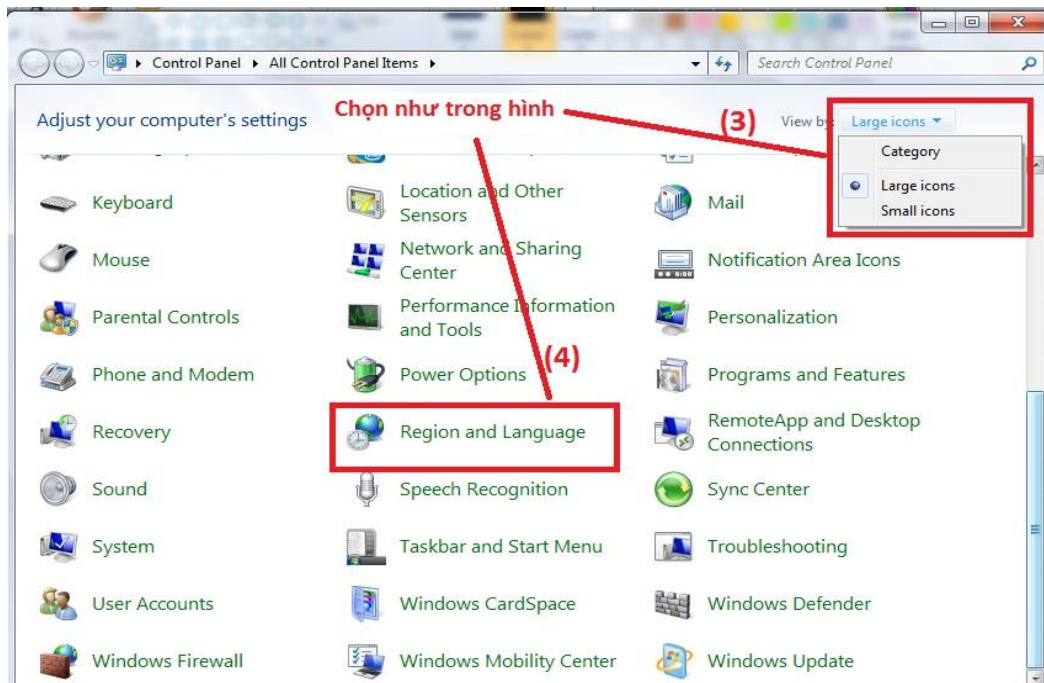 Control Panel ▸ All Control Panel Items ▸
Search Control Panel
Adjust your computer's settings
Chọn như trong hình
(3)
View by:
Large icons
Category
Large icons
Small icons
Keyboard
Location and Other
Sensors
Mail
Mouse
Network and Sharing
Center
Notification Area Icons
Parental Controls
Performance Information
and Tools
Personalization
(4)
Phone and Modem
Power Options
Programs and Features
Recovery
Region and Language
RemoteApp and Desktop
Connections
Sound
Speech Recognition
Sync Center
System
Taskbar and Start Menu
Troubleshooting
User Accounts
Windows CardSpace
Windows Defender
Windows Firewall
Windows Mobility Center
Windows Update